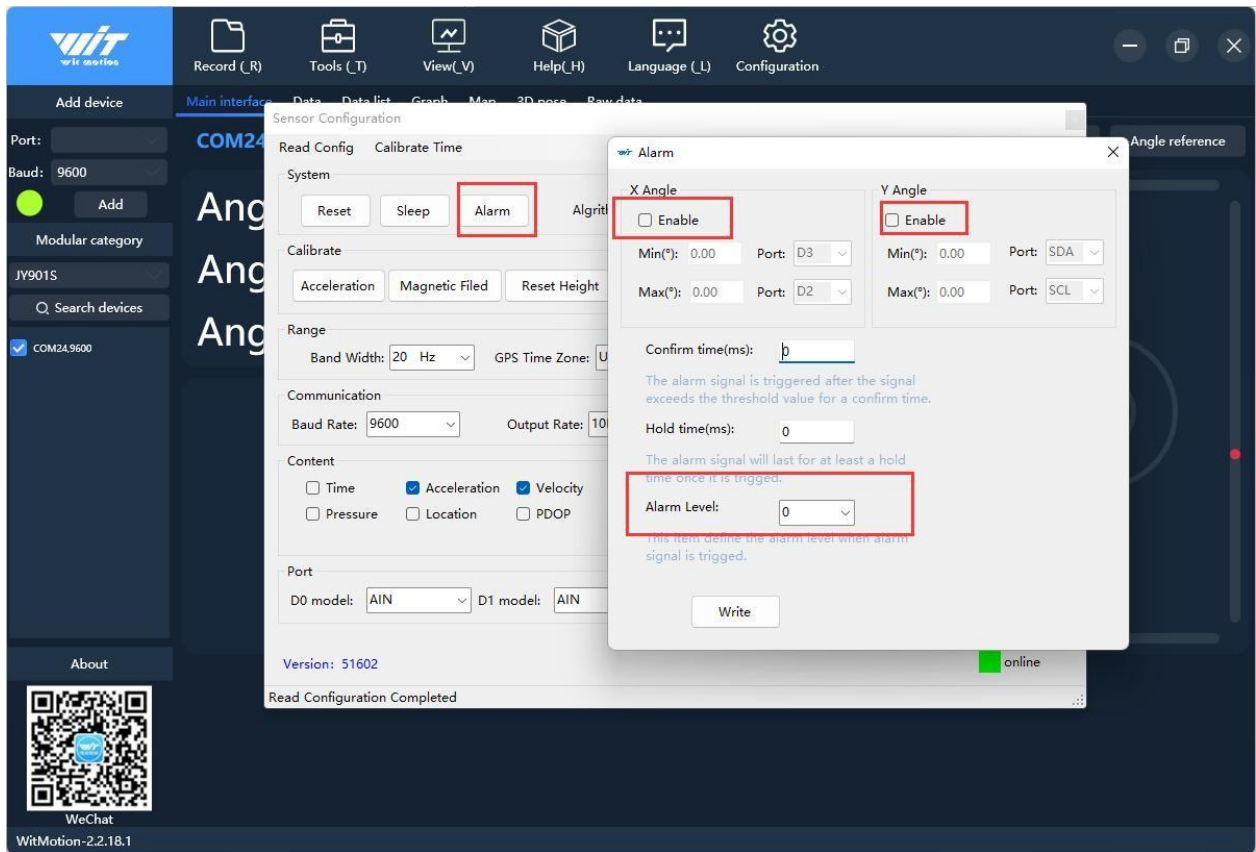 WiT
wit motion
Record (_R)
Tools (_T)
View(_V)
Help(_H)
Language (_L)
Configuration
Add device
Main interface Data Data list Graph Map 3D pose Raw data
Port:
Baud: 9600
Add
Modular category
JY901S
Search devices
COM24,9600
COM24
Angle reference
Ang
Ang
Ang
Sensor Configuration
Read Config Calibrate Time
System
Reset Sleep Alarm Algrit
Calibrate
Acceleration Magnetic Filed Reset Height
Range
Band Width: 20 Hz GPS Time Zone: U
Communication
Baud Rate: 9600 Output Rate: 10
Content
Time Acceleration Velocity
Pressure Location PDOP
Port
D0 model: AIN D1 model: AIN
Version: 51602
online
Read Configuration Completed
WiT Alarm
X Angle
Enable
Min(°): 0.00 Port: D3
Max(°): 0.00 Port: D2
Y Angle
Enable
Min(°): 0.00 Port: SDA
Max(°): 0.00 Port: SCL
Confirm time(ms): 0
The alarm signal is triggered after the signal
exceeds the threshold value for a confirm time.
Hold time(ms): 0
The alarm signal will last for at least a hold
time once it is trigged.
Alarm Level: 0
This item define the alarm level when alarm
signal is trigged.
Write
About
WeChat
WitMotion-2.2.18.1